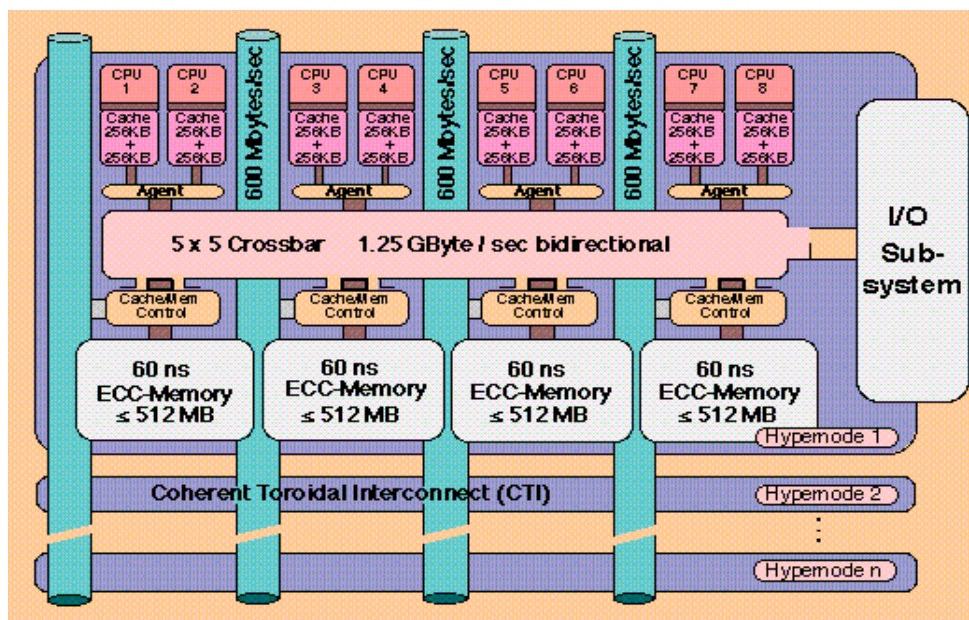 CPU 1
CPU 2
CPU 3
CPU 4
CPU 5
CPU 6
CPU 7
CPU 8
Cache 256KB + 256KB
Cache 256KB + 256KB
Cache 256KB + 256KB
Cache 256KB + 256KB
Cache 256KB + 256KB
Cache 256KB + 256KB
Cache 256KB + 256KB
Cache 256KB + 256KB
600 Mbytes/sec
600 Mbytes/sec
600 Mbytes/sec
Agent
Agent
Agent
Agent
5 x 5 Crossbar 1.25 GByte / sec bidirectional
I/O
Sub-
system
Cache/Mem
Control
Cache/Mem
Control
Cache/Mem
Control
Cache/Mem
Control
60 ns
ECC-Memory
≤ 512 MB
60 ns
ECC-Memory
≤ 512 MB
60 ns
ECC-Memory
≤ 512 MB
60 ns
ECC-Memory
≤ 512 MB
Hypernode 1
Coherent Toroidal Interconnect (CTI)
Hypernode 2
Hypernode n